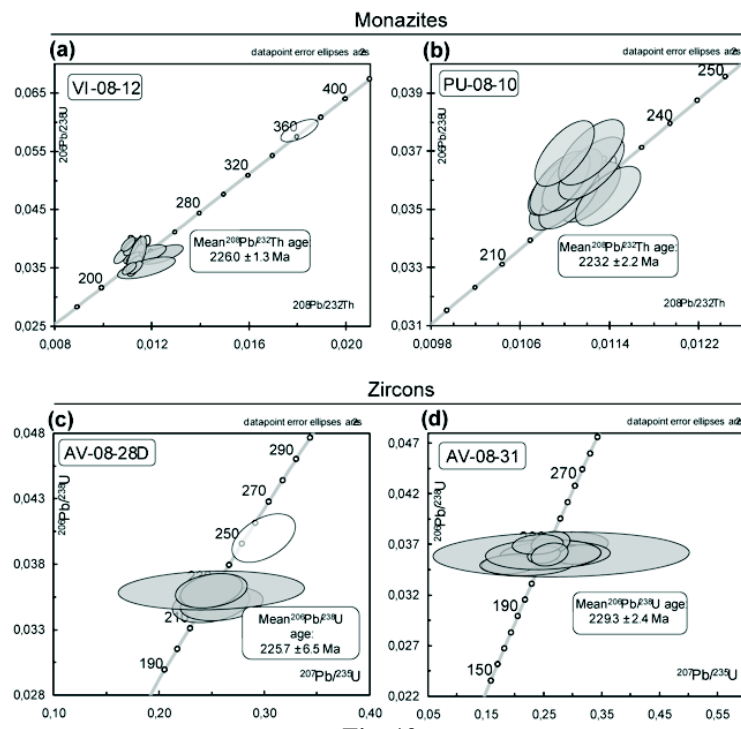 Monazites
(a)
datapoint error ellipses are 2s
VI-08-12
206Pb/238U
0,065
0,055
0,045
0,035
0,025
400
360
320
280
200
Mean 208Pb/232Th age:
226.0 ± 1.3 Ma
208Pb/232Th
0,008
0,012
0,016
0,020
(b)
datapoint error ellipses are 2s
PU-08-10
206Pb/238U
0,039
0,037
0,035
0,033
0,031
250
240
210
Mean 208Pb/232Th age:
223.2 ± 2.2 Ma
208Pb/232Th
0,0098
0,0106
0,0114
0,0122
Zircons
(c)
datapoint error ellipses are 2s
AV-08-28D
206Pb/238U
0,048
0,043
0,038
0,033
0,028
290
270
250
210
190
Mean 206Pb/238U
age:
225.7 ± 6.5 Ma
207Pb/235U
0,20
0,30
0,40
(d)
datapoint error ellipses are 2s
AV-08-31
206Pb/238U
0,047
0,042
0,037
0,032
0,027
0,022
270
190
150
Mean 206Pb/238U age:
229.3 ± 2.4 Ma
207Pb/235U
0,05
0,15
0,25
0,35
0,45
0,55